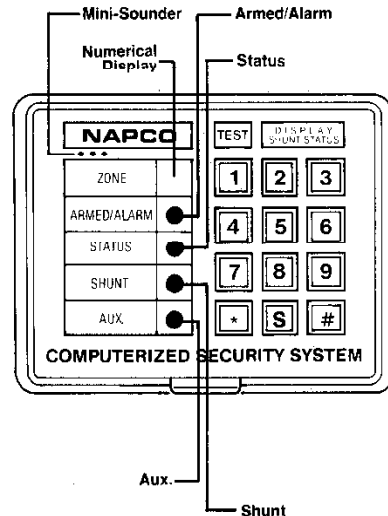 Mini-Sounder
Armed/Alarm
Numerical
Display
Status
NAPCO
TEST
DISPLAY
SHUNT STATUS
ZONE
1 2 3
ARMED/ALARM
4 5 6
STATUS
SHUNT
7 8 9
AUX.
* S #
COMPUTERIZED SECURITY SYSTEM
Aux.
Shunt